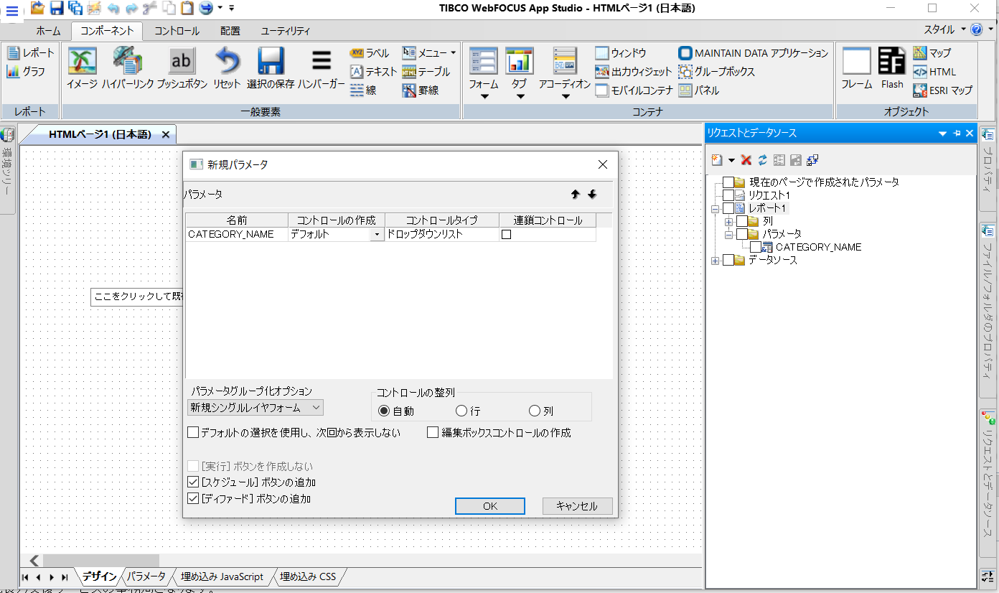 TIBCO WebFOCUS App Studio - HTMLページ1 (日本語)
ホーム コンポーネント コントロール 配置 ユーティリティ スタイル
レポート
グラフ
レポート
イメージ ハイパーリンク プッシュボタン リセット 選択の保存 ハンバーガー
ab
ラベル メニュー
テキスト テーブル
線 罫線
一般要素
フォーム タブ アコーディオン
ウィンドウ MAINTAIN DATA アプリケーション
出力ウィジェット グループボックス
モバイルコンテナ パネル
コンテナ
フレーム Flash
マップ
HTML
ESRI マップ
オブジェクト
環境ツリー
HTMLページ1 (日本語)
ここをクリックして既
新規パラメータ
パラメータ
名前 コントロールの作成 コントロールタイプ 連鎖コントロール
CATEGORY_NAME デフォルト ドロップダウンリスト
パラメータグループ化オプション
新規シングルレイヤフォーム
コントロールの整列
自動 行 列
デフォルトの選択を使用し、次回から表示しない
編集ボックスコントロールの作成
[実行] ボタンを作成しない
[スケジュール] ボタンの追加
[ディファード] ボタンの追加
OK キャンセル
デザイン パラメータ 埋め込み JavaScript 埋め込み CSS
リクエストとデータソース
現在のページで作成されたパラメータ
リクエスト1
レポート1
列
パラメータ
CATEGORY_NAME
データソース
プロパティ
ファイル/フォルダのプロパティ
リクエストとデータソース